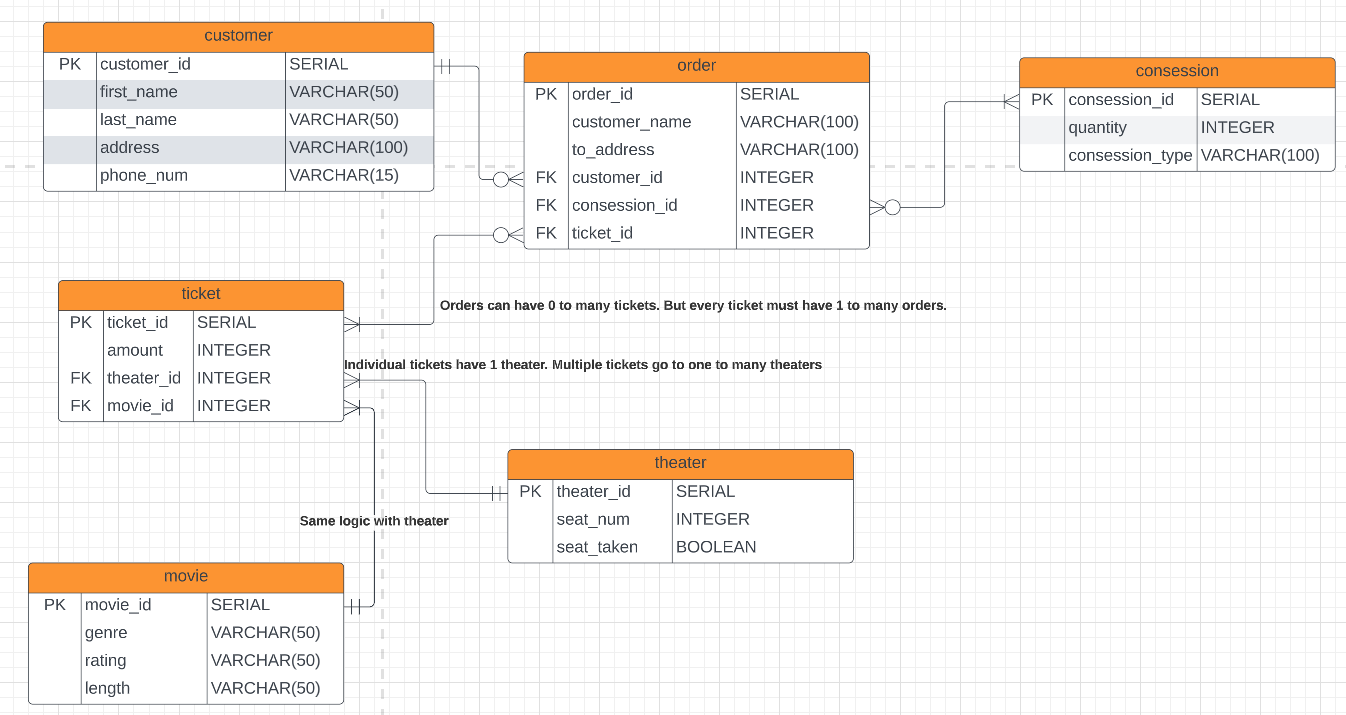 customer
PK customer_id SERIAL
first_name VARCHAR(50)
last_name VARCHAR(50)
address VARCHAR(100)
phone_num VARCHAR(15)
order
PK order_id SERIAL
customer_name VARCHAR(100)
to_address VARCHAR(100)
FK customer_id INTEGER
FK consession_id INTEGER
FK ticket_id INTEGER
consession
PK consession_id SERIAL
quantity INTEGER
consession_type VARCHAR(100)
ticket
PK ticket_id SERIAL
amount INTEGER
FK theater_id INTEGER
FK movie_id INTEGER
Orders can have 0 to many tickets. But every ticket must have 1 to many orders.
Individual tickets have 1 theater. Multiple tickets go to one to many theaters
theater
PK theater_id SERIAL
seat_num INTEGER
seat_taken BOOLEAN
Same logic with theater
movie
PK movie_id SERIAL
genre VARCHAR(50)
rating VARCHAR(50)
length VARCHAR(50)